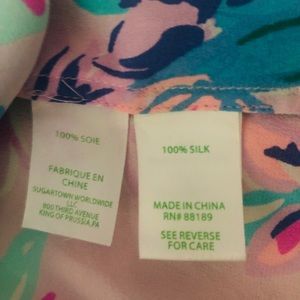 100% SOIE
FABRIQUE EN
CHINE
SUGARTOWN WORLDWIDE
LLC
800 THIRD AVENUE
KING OF PRUSSIA,PA
100% SILK
MADE IN CHINA
RN# 88189
SEE REVERSE
FOR CARE